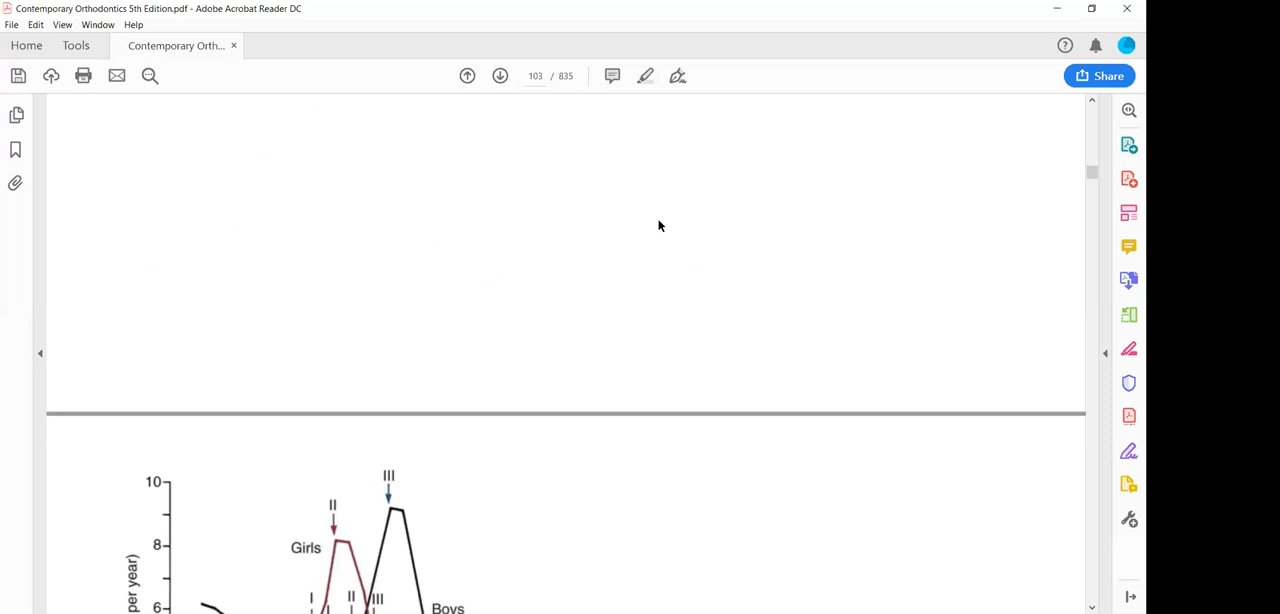 Contemporary Orthodontics 5th Edition.pdf - Adobe Acrobat Reader DC
File Edit View Window Help
Home Tools Contemporary Orth... ×
103 / 835
Share
III
10
II
Girls
8
per year)
I II III
6
Boys